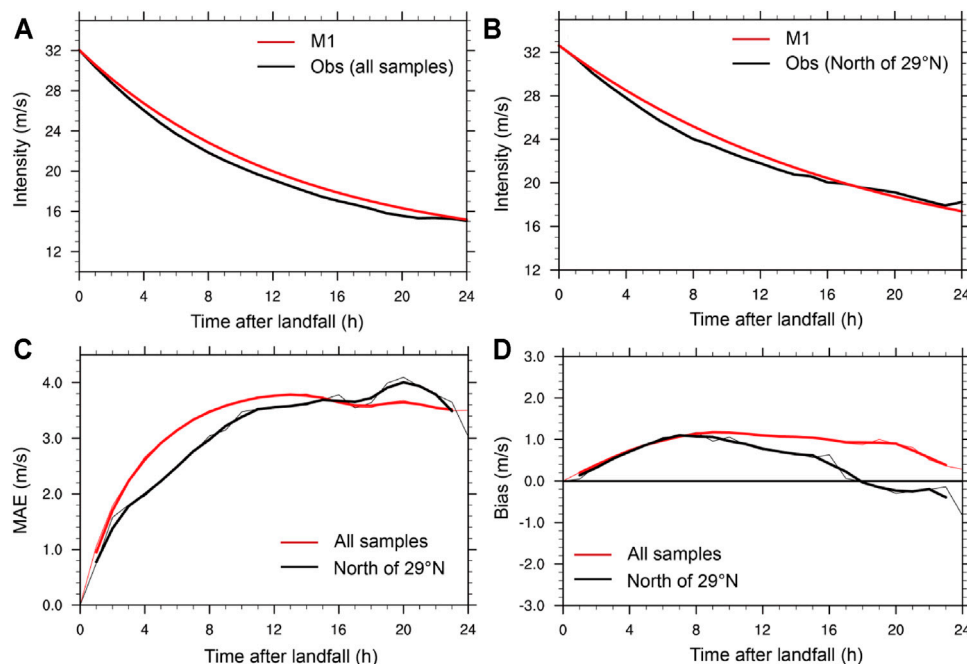 A
32
28
24
20
16
12
Intensity (m/s)
M1
Obs (all samples)
0 4 8 12 16 20 24
Time after landfall (h)
B
32
28
24
20
16
12
Intensity (m/s)
M1
Obs (North of 29°N)
0 4 8 12 16 20 24
Time after landfall (h)
C
4.0
3.0
2.0
1.0
0.0
MAE (m/s)
All samples
North of 29°N
0 4 8 12 16 20 24
Time after landfall (h)
D
3.0
2.0
1.0
0.0
-1.0
-2.0
-3.0
Bias (m/s)
All samples
North of 29°N
0 4 8 12 16 20 24
Time after landfall (h)